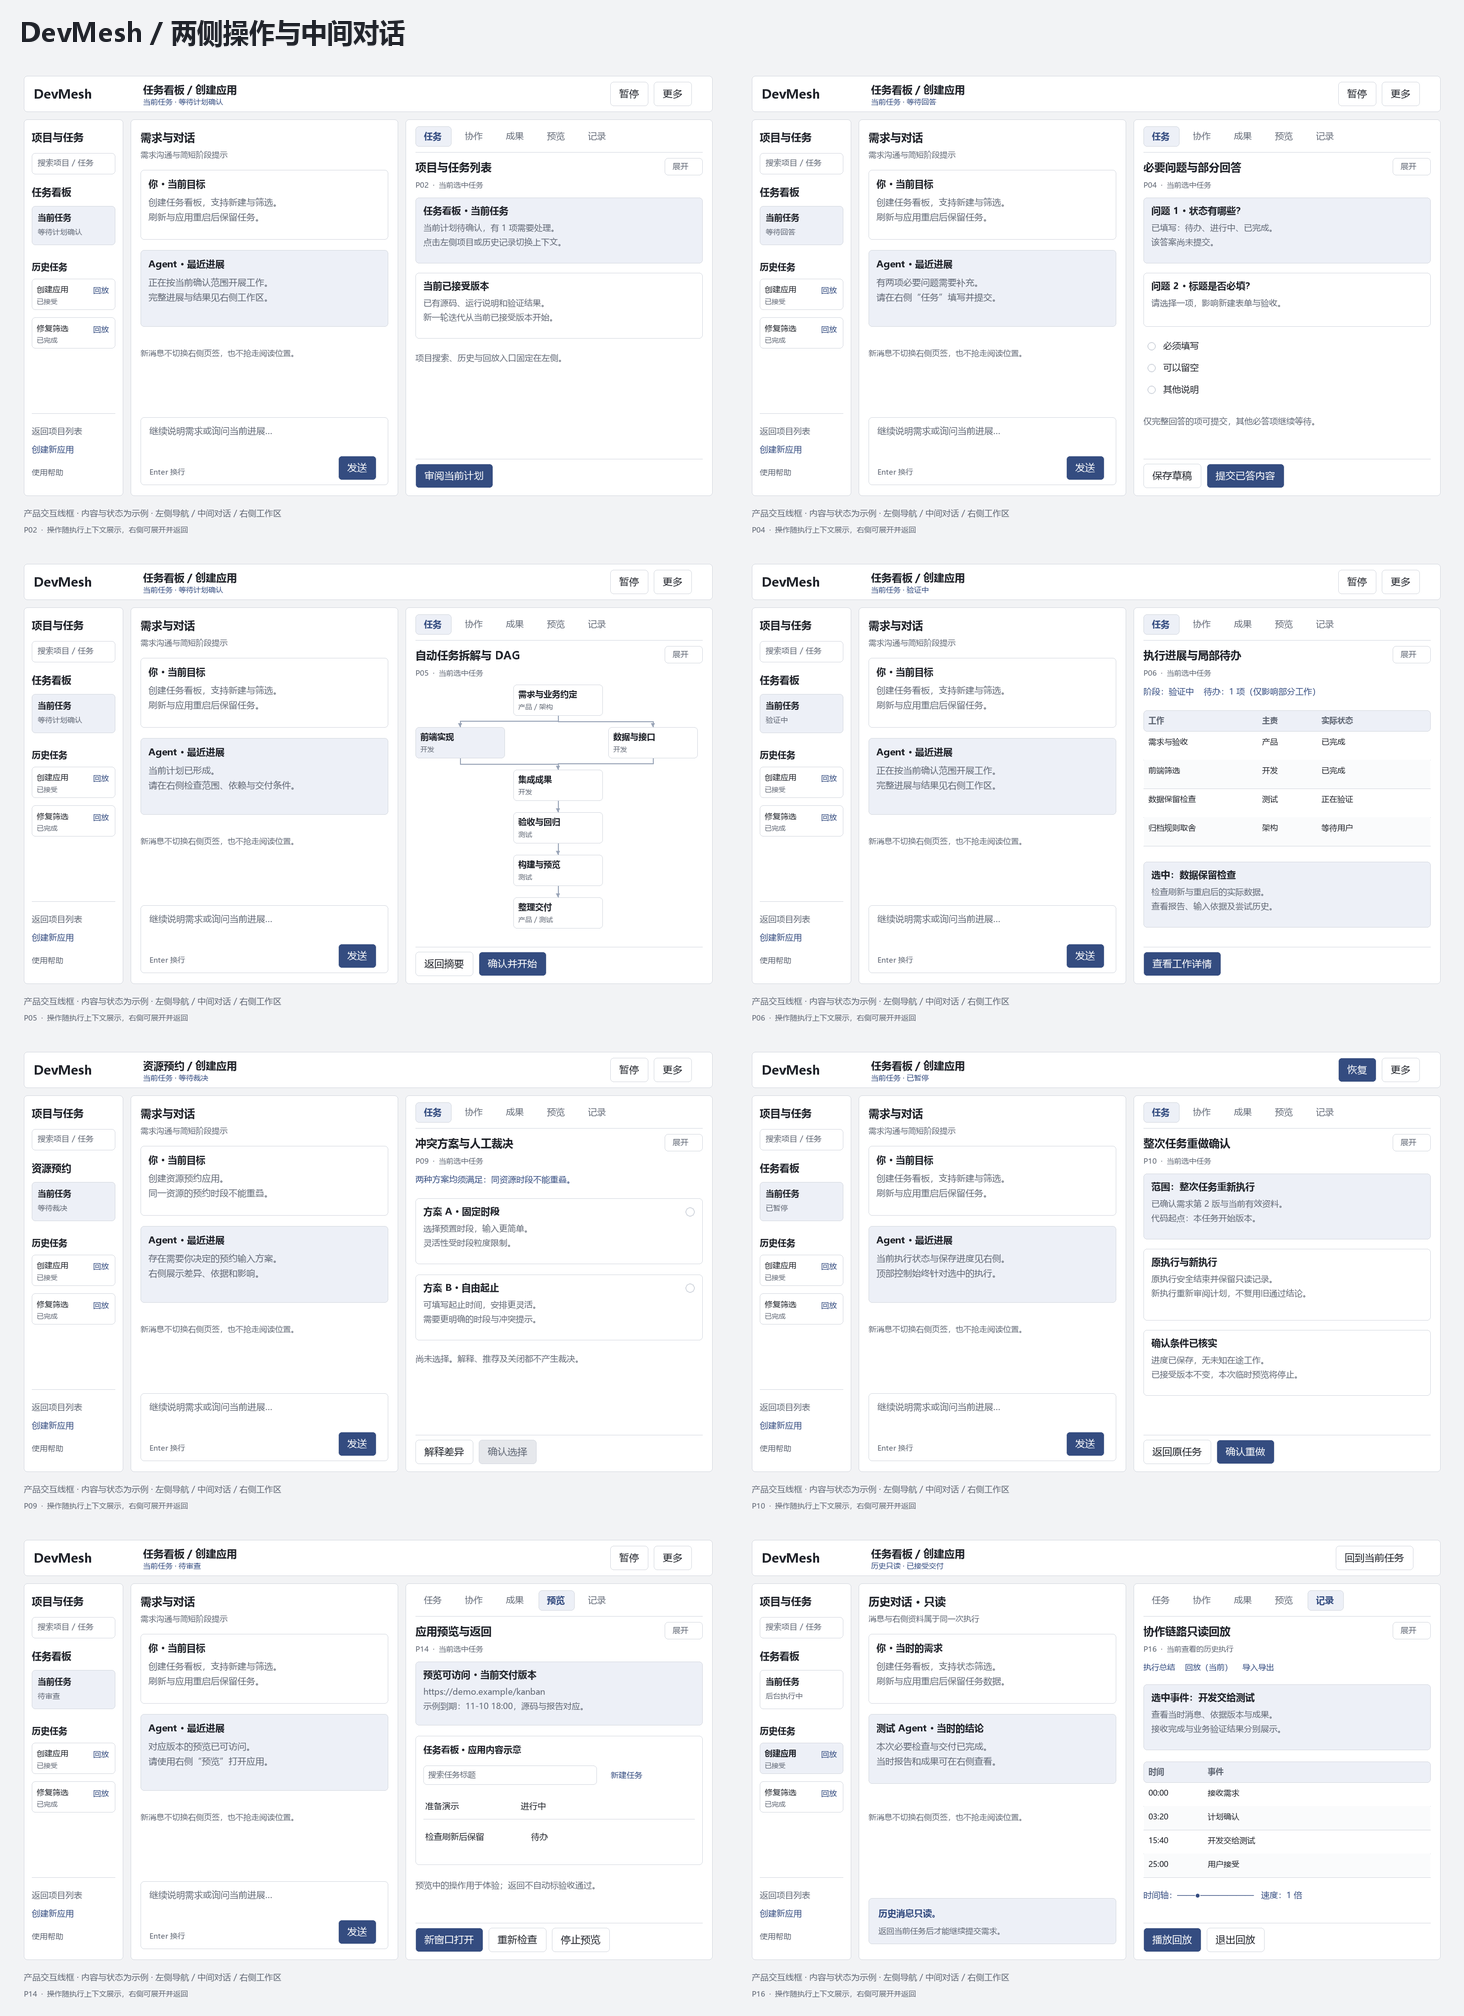 DevMesh / 两侧操作与中间对话
DevMesh
任务看板 / 创建应用
当前任务 · 等待计划确认
暂停
更多
项目与任务
搜索项目 / 任务
任务看板
当前任务
等待计划确认
历史任务
创建应用
回放
已接受
修复筛选
回放
已完成
返回项目列表
创建新应用
使用帮助
需求与对话
需求沟通与简短阶段提示
你 · 当前目标
创建任务看板，支持新建与筛选。
刷新与应用重启后保留任务。
Agent · 最近进展
正在按当前确认范围开展工作。
完整进展与结果见右侧工作区。
新消息不切换右侧页签，也不抢走阅读位置。
继续说明需求或询问当前进展...
Enter 换行
发送
任务
协作
成果
预览
记录
项目与任务列表
展开
P02 · 当前选中任务
任务看板 · 当前任务
当前计划待确认，有 1 项需要处理。
点击左侧项目或历史记录切换上下文。
当前已接受版本
已有源码、运行说明和验证结果。
新一轮迭代从当前已接受版本开始。
项目搜索、历史与回放入口固定在左侧。
审阅当前计划
产品交互线框 · 内容与状态为示例 · 左侧导航 / 中间对话 / 右侧工作区
P02 · 操作随执行上下文展示，右侧可展开并返回
DevMesh
任务看板 / 创建应用
当前任务 · 等待回答
暂停
更多
项目与任务
搜索项目 / 任务
任务看板
当前任务
等待回答
历史任务
创建应用
回放
已接受
修复筛选
回放
已完成
返回项目列表
创建新应用
使用帮助
需求与对话
需求沟通与简短阶段提示
你 · 当前目标
创建任务看板，支持新建与筛选。
刷新与应用重启后保留任务。
Agent · 最近进展
有两项必要问题需要补充。
请在右侧“任务”填写并提交。
新消息不切换右侧页签，也不抢走阅读位置。
继续说明需求或询问当前进展...
Enter 换行
发送
任务
协作
成果
预览
记录
必要问题与部分回答
展开
P04 · 当前选中任务
问题 1 · 状态有哪些?
已填写：待办、进行中、已完成。
该答案尚未提交。
问题 2 · 标题是否必填?
请选择一项，影响新建表单与验收。
必须填写
可以留空
其他说明
仅完整回答的项可提交，其他必答项继续等待。
保存草稿
提交已答内容
产品交互线框 · 内容与状态为示例 · 左侧导航 / 中间对话 / 右侧工作区
P04 · 操作随执行上下文展示，右侧可展开并返回
DevMesh
任务看板 / 创建应用
当前任务 · 等待计划确认
暂停
更多
项目与任务
搜索项目 / 任务
任务看板
当前任务
等待计划确认
历史任务
创建应用
回放
已接受
修复筛选
回放
已完成
返回项目列表
创建新应用
使用帮助
需求与对话
需求沟通与简短阶段提示
你 · 当前目标
创建任务看板，支持新建与筛选。
刷新与应用重启后保留任务。
Agent · 最近进展
当前计划已形成。
请在右侧检查范围、依赖与交付条件。
新消息不切换右侧页签，也不抢走阅读位置。
继续说明需求或询问当前进展...
Enter 换行
发送
任务
协作
成果
预览
记录
自动任务拆解与 DAG
展开
P05 · 当前选中任务
需求与业务约定
产品 / 架构
前端实现
开发
数据与接口
开发
集成成果
开发
验收与回归
测试
构建与预览
测试
整理交付
产品 / 测试
返回摘要
确认并开始
产品交互线框 · 内容与状态为示例 · 左侧导航 / 中间对话 / 右侧工作区
P05 · 操作随执行上下文展示，右侧可展开并返回
DevMesh
任务看板 / 创建应用
当前任务 · 验证中
暂停
更多
项目与任务
搜索项目 / 任务
任务看板
当前任务
验证中
历史任务
创建应用
回放
已接受
修复筛选
回放
已完成
返回项目列表
创建新应用
使用帮助
需求与对话
需求沟通与简短阶段提示
你 · 当前目标
创建任务看板，支持新建与筛选。
刷新与应用重启后保留任务。
Agent · 最近进展
正在按当前确认范围开展工作。
完整进展与结果见右侧工作区。
新消息不切换右侧页签，也不抢走阅读位置。
继续说明需求或询问当前进展...
Enter 换行
发送
任务
协作
成果
预览
记录
执行进展与局部待办
展开
P06 · 当前选中任务
阶段：验证中 待办：1 项（仅影响部分工作）
工作 主责 实际状态
需求与验收 产品 已完成
前端筛选 开发 已完成
数据保留检查 测试 正在验证
归档规则取舍 架构 等待用户
选中：数据保留检查
检查刷新与重启后的实际数据。
查看报告、输入依据及尝试历史。
查看工作详情
产品交互线框 · 内容与状态为示例 · 左侧导航 / 中间对话 / 右侧工作区
P06 · 操作随执行上下文展示，右侧可展开并返回
DevMesh
资源预约 / 创建应用
当前任务 · 等待裁决
暂停
更多
项目与任务
搜索项目 / 任务
资源预约
当前任务
等待裁决
历史任务
创建应用
回放
已接受
修复筛选
回放
已完成
返回项目列表
创建新应用
使用帮助
需求与对话
需求沟通与简短阶段提示
你 · 当前目标
创建资源预约应用。
同一资源的预约时段不能重叠。
Agent · 最近进展
存在需要你决定的预约输入方案。
右侧展示差异、依据和影响。
新消息不切换右侧页签，也不抢走阅读位置。
继续说明需求或询问当前进展...
Enter 换行
发送
任务
协作
成果
预览
记录
冲突方案与人工裁决
展开
P09 · 当前选中任务
两种方案均须满足：同资源时段不能重叠。
方案 A · 固定时段
选择预置时段，输入更简单。
灵活性受时段粒度限制。
方案 B · 自由起止
可填写起止时间，安排更灵活。
需要更明确的时段与冲突提示。
尚未选择。解释、推荐及关闭都不产生裁决。
解释差异
确认选择
产品交互线框 · 内容与状态为示例 · 左侧导航 / 中间对话 / 右侧工作区
P09 · 操作随执行上下文展示，右侧可展开并返回
DevMesh
任务看板 / 创建应用
当前任务 · 已暂停
恢复
更多
项目与任务
搜索项目 / 任务
任务看板
当前任务
已暂停
历史任务
创建应用
回放
已接受
修复筛选
回放
已完成
返回项目列表
创建新应用
使用帮助
需求与对话
需求沟通与简短阶段提示
你 · 当前目标
创建任务看板，支持新建与筛选。
刷新与应用重启后保留任务。
Agent · 最近进展
当前执行状态与保存进度见右侧。
顶部控制始终针对选中的执行。
新消息不切换右侧页签，也不抢走阅读位置。
继续说明需求或询问当前进展...
Enter 换行
发送
任务
协作
成果
预览
记录
整次任务重做确认
展开
P10 · 当前选中任务
范围：整次任务重新执行
已确认需求第 2 版与当前有效资料。
代码起点：本任务开始版本。
原执行与新执行
原执行安全结束并保留只读记录。
新执行重新审阅计划，不复用旧通过结论。
确认条件已核实
进度已保存，无未知在途工作。
已接受版本不变，本次临时预览将停止。
返回原任务
确认重做
产品交互线框 · 内容与状态为示例 · 左侧导航 / 中间对话 / 右侧工作区
P10 · 操作随执行上下文展示，右侧可展开并返回
DevMesh
任务看板 / 创建应用
当前任务 · 待审查
暂停
更多
项目与任务
搜索项目 / 任务
任务看板
当前任务
待审查
历史任务
创建应用
回放
已接受
修复筛选
回放
已完成
返回项目列表
创建新应用
使用帮助
需求与对话
需求沟通与简短阶段提示
你 · 当前目标
创建任务看板，支持新建与筛选。
刷新与应用重启后保留任务。
Agent · 最近进展
对应版本的预览已可访问。
请使用右侧“预览”打开应用。
新消息不切换右侧页签，也不抢走阅读位置。
继续说明需求或询问当前进展...
Enter 换行
发送
任务
协作
成果
预览
记录
应用预览与返回
展开
P14 · 当前选中任务
预览可访问 · 当前交付版本
https://demo.example/kanban
示例到期：11-10 18:00，源码与报告对应。
任务看板 · 应用内容示意
搜索任务标题
新建任务
准备演示 进行中
检查刷新后保留 待办
预览中的操作用于体验；返回不自动标验收通过。
新窗口打开
重新检查
停止预览
产品交互线框 · 内容与状态为示例 · 左侧导航 / 中间对话 / 右侧工作区
P14 · 操作随执行上下文展示，右侧可展开并返回
DevMesh
任务看板 / 创建应用
历史只读 · 已接受交付
回到当前任务
项目与任务
搜索项目 / 任务
任务看板
当前任务
后台执行中
历史任务
创建应用
回放
已接受
修复筛选
回放
已完成
返回项目列表
创建新应用
使用帮助
历史对话 · 只读
消息与右侧资料属于同一次执行
你 · 当时的需求
创建任务看板，支持状态筛选。
刷新与应用重启后保留任务数据。
测试 Agent · 当时的结论
本次必要检查与交付已完成。
当时报告和成果可在右侧查看。
新消息不切换右侧页签，也不抢走阅读位置。
历史消息只读。
返回当前任务后才能继续提交需求。
任务
协作
成果
预览
记录
协作链路只读回放
展开
P16 · 当前查看的历史执行
执行总结 回放（当前） 导入导出
选中事件：开发交给测试
查看当时消息、依据版本与成果。
接收完成与业务验证结果分别展示。
时间 事件
00:00 接收需求
03:20 计划确认
15:40 开发交给测试
25:00 用户接受
时间轴：
速度：1 倍
播放回放
退出回放
产品交互线框 · 内容与状态为示例 · 左侧导航 / 中间对话 / 右侧工作区
P16 · 操作随执行上下文展示，右侧可展开并返回